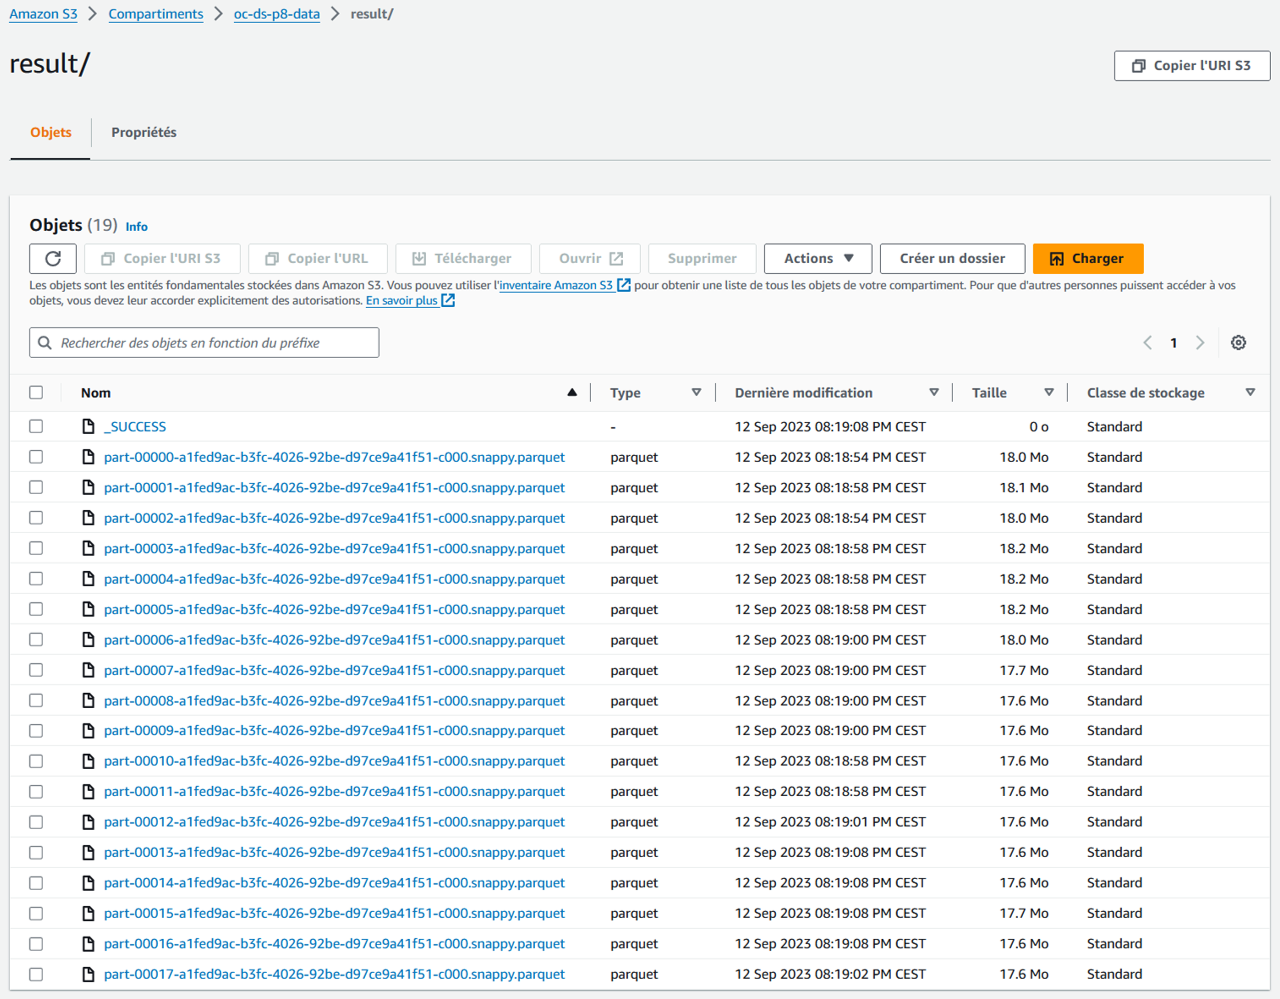 Amazon S3 > Compartiments > oc-ds-p8-data > result/
result/
Copier l'URI S3
Objets Propriétés
Objets (19) Info
Copier l'URI S3 Copier l'URL Télécharger Ouvrir Supprimer Actions Créer un dossier Charger
Les objets sont les entités fondamentales stockées dans Amazon S3. Vous pouvez utiliser l'inventaire Amazon S3 pour obtenir une liste de tous les objets de votre compartiment. Pour que d'autres personnes puissent accéder à vos
objets, vous devez leur accorder explicitement des autorisations. En savoir plus
Rechercher des objets en fonction du préfixe
1
Nom Type Dernière modification Taille Classe de stockage
_SUCCESS - 12 Sep 2023 08:19:08 PM CEST 0 o Standard
part-00000-a1fed9ac-b3fc-4026-92be-d97ce9a41f51-c000.snappy.parquet parquet 12 Sep 2023 08:18:54 PM CEST 18.0 Mo Standard
part-00001-a1fed9ac-b3fc-4026-92be-d97ce9a41f51-c000.snappy.parquet parquet 12 Sep 2023 08:18:58 PM CEST 18.1 Mo Standard
part-00002-a1fed9ac-b3fc-4026-92be-d97ce9a41f51-c000.snappy.parquet parquet 12 Sep 2023 08:18:54 PM CEST 18.0 Mo Standard
part-00003-a1fed9ac-b3fc-4026-92be-d97ce9a41f51-c000.snappy.parquet parquet 12 Sep 2023 08:18:58 PM CEST 18.2 Mo Standard
part-00004-a1fed9ac-b3fc-4026-92be-d97ce9a41f51-c000.snappy.parquet parquet 12 Sep 2023 08:18:58 PM CEST 18.2 Mo Standard
part-00005-a1fed9ac-b3fc-4026-92be-d97ce9a41f51-c000.snappy.parquet parquet 12 Sep 2023 08:18:58 PM CEST 18.2 Mo Standard
part-00006-a1fed9ac-b3fc-4026-92be-d97ce9a41f51-c000.snappy.parquet parquet 12 Sep 2023 08:19:00 PM CEST 18.0 Mo Standard
part-00007-a1fed9ac-b3fc-4026-92be-d97ce9a41f51-c000.snappy.parquet parquet 12 Sep 2023 08:19:00 PM CEST 17.7 Mo Standard
part-00008-a1fed9ac-b3fc-4026-92be-d97ce9a41f51-c000.snappy.parquet parquet 12 Sep 2023 08:19:00 PM CEST 17.6 Mo Standard
part-00009-a1fed9ac-b3fc-4026-92be-d97ce9a41f51-c000.snappy.parquet parquet 12 Sep 2023 08:19:00 PM CEST 17.6 Mo Standard
part-00010-a1fed9ac-b3fc-4026-92be-d97ce9a41f51-c000.snappy.parquet parquet 12 Sep 2023 08:18:58 PM CEST 17.6 Mo Standard
part-00011-a1fed9ac-b3fc-4026-92be-d97ce9a41f51-c000.snappy.parquet parquet 12 Sep 2023 08:18:58 PM CEST 17.6 Mo Standard
part-00012-a1fed9ac-b3fc-4026-92be-d97ce9a41f51-c000.snappy.parquet parquet 12 Sep 2023 08:19:01 PM CEST 17.6 Mo Standard
part-00013-a1fed9ac-b3fc-4026-92be-d97ce9a41f51-c000.snappy.parquet parquet 12 Sep 2023 08:19:08 PM CEST 17.6 Mo Standard
part-00014-a1fed9ac-b3fc-4026-92be-d97ce9a41f51-c000.snappy.parquet parquet 12 Sep 2023 08:19:08 PM CEST 17.6 Mo Standard
part-00015-a1fed9ac-b3fc-4026-92be-d97ce9a41f51-c000.snappy.parquet parquet 12 Sep 2023 08:19:08 PM CEST 17.7 Mo Standard
part-00016-a1fed9ac-b3fc-4026-92be-d97ce9a41f51-c000.snappy.parquet parquet 12 Sep 2023 08:19:08 PM CEST 17.6 Mo Standard
part-00017-a1fed9ac-b3fc-4026-92be-d97ce9a41f51-c000.snappy.parquet parquet 12 Sep 2023 08:19:02 PM CEST 17.6 Mo Standard